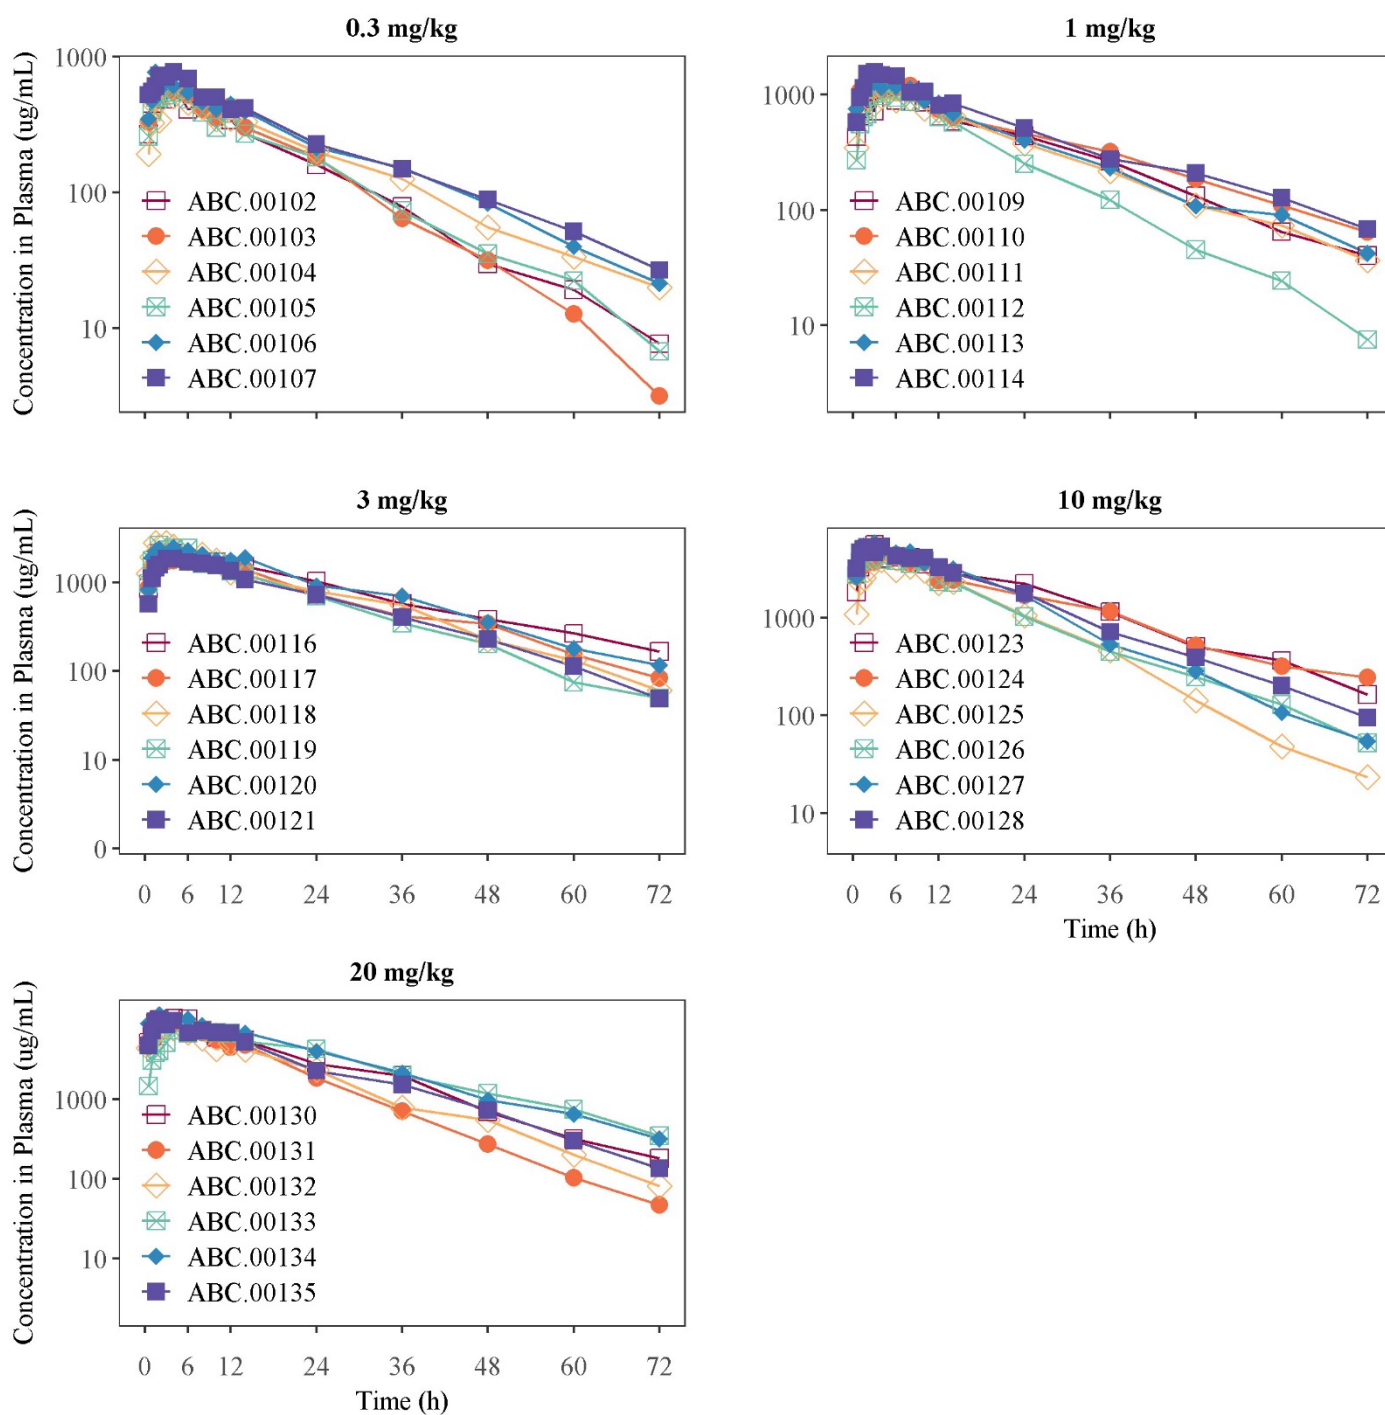 0.3 mg/kg
Concentration in Plasma (ug/mL)
1000
100
10
ABC.00102
ABC.00103
ABC.00104
ABC.00105
ABC.00106
ABC.00107
1 mg/kg
1000
100
10
ABC.00109
ABC.00110
ABC.00111
ABC.00112
ABC.00113
ABC.00114
3 mg/kg
Concentration in Plasma (ug/mL)
1000
100
10
0
ABC.00116
ABC.00117
ABC.00118
ABC.00119
ABC.00120
ABC.00121
0 6 12 24 36 48 60 72
10 mg/kg
1000
100
10
ABC.00123
ABC.00124
ABC.00125
ABC.00126
ABC.00127
ABC.00128
0 6 12 24 36 48 60 72
Time (h)
20 mg/kg
Concentration in Plasma (ug/mL)
1000
100
10
ABC.00130
ABC.00131
ABC.00132
ABC.00133
ABC.00134
ABC.00135
0 6 12 24 36 48 60 72
Time (h)